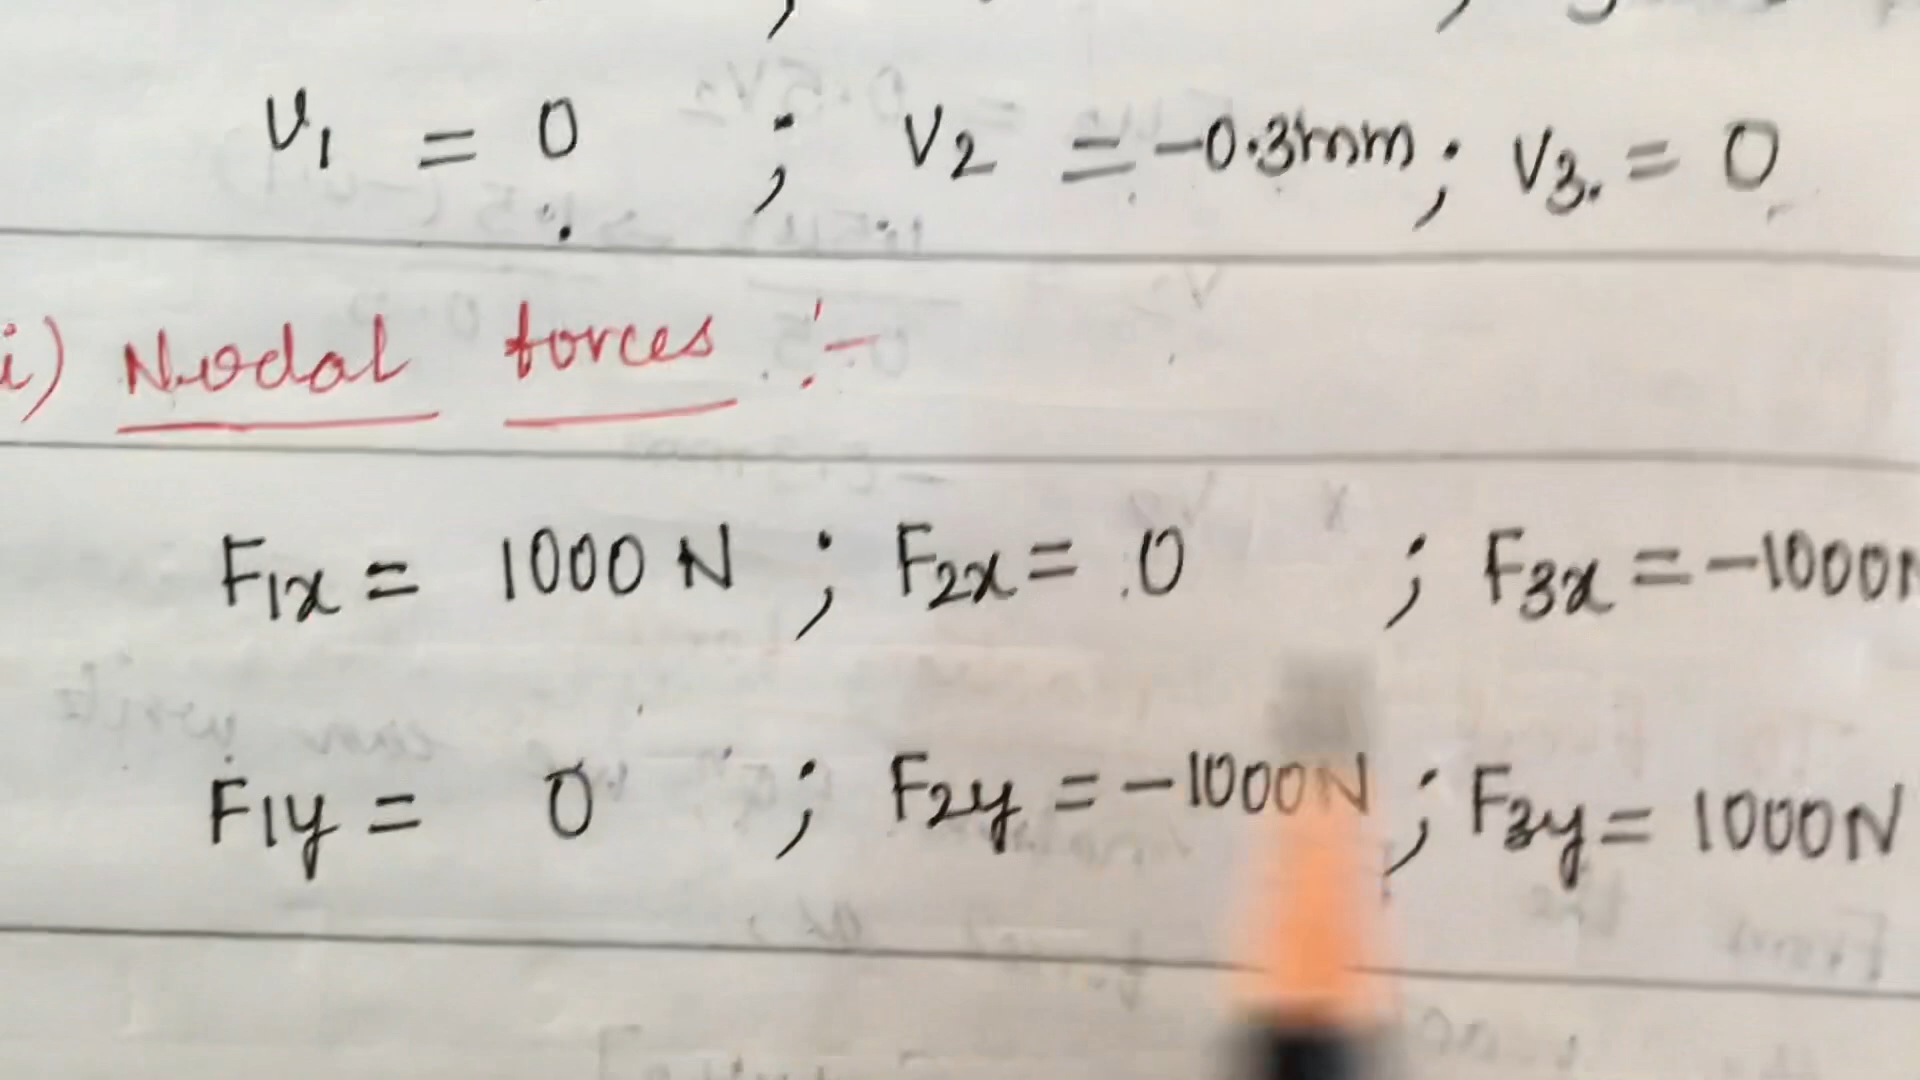 v1 = 0 ; v2 = -0.3mm ; v3. = 0
i) Nodal forces :-
F1x = 1000 N ; F2x = 0 ; F3x = -1000N
F1y = 0 ; F2y = -1000N ; F3y = 1000N